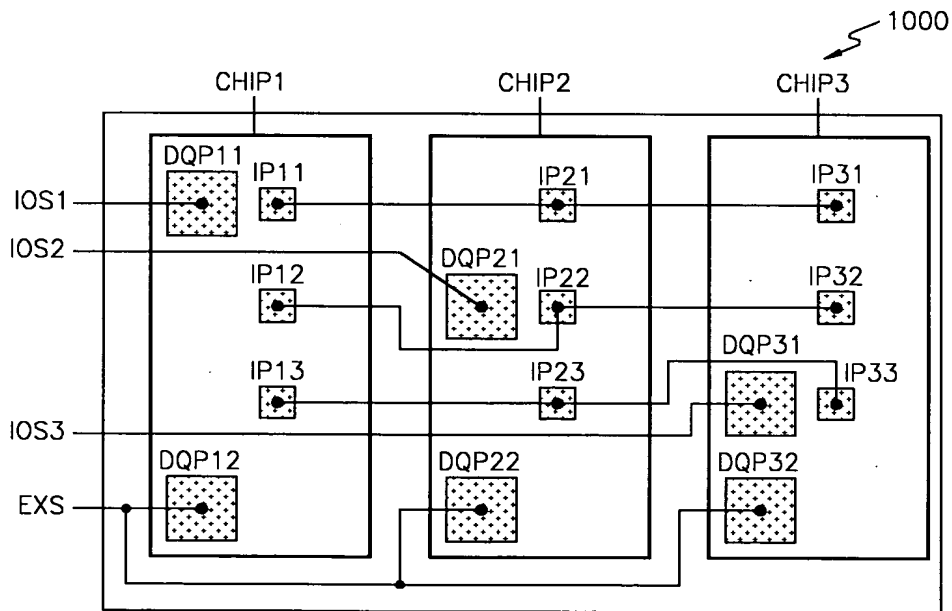 1000
CHIP1 CHIP2 CHIP3
DQP11 IP11 IP21 IP31
IOS1
IOS2
IP12 DQP21 IP22 IP32
DQP31
IP13 IP23 IP33
IOS3
DQP12 DQP22 DQP32
EXS